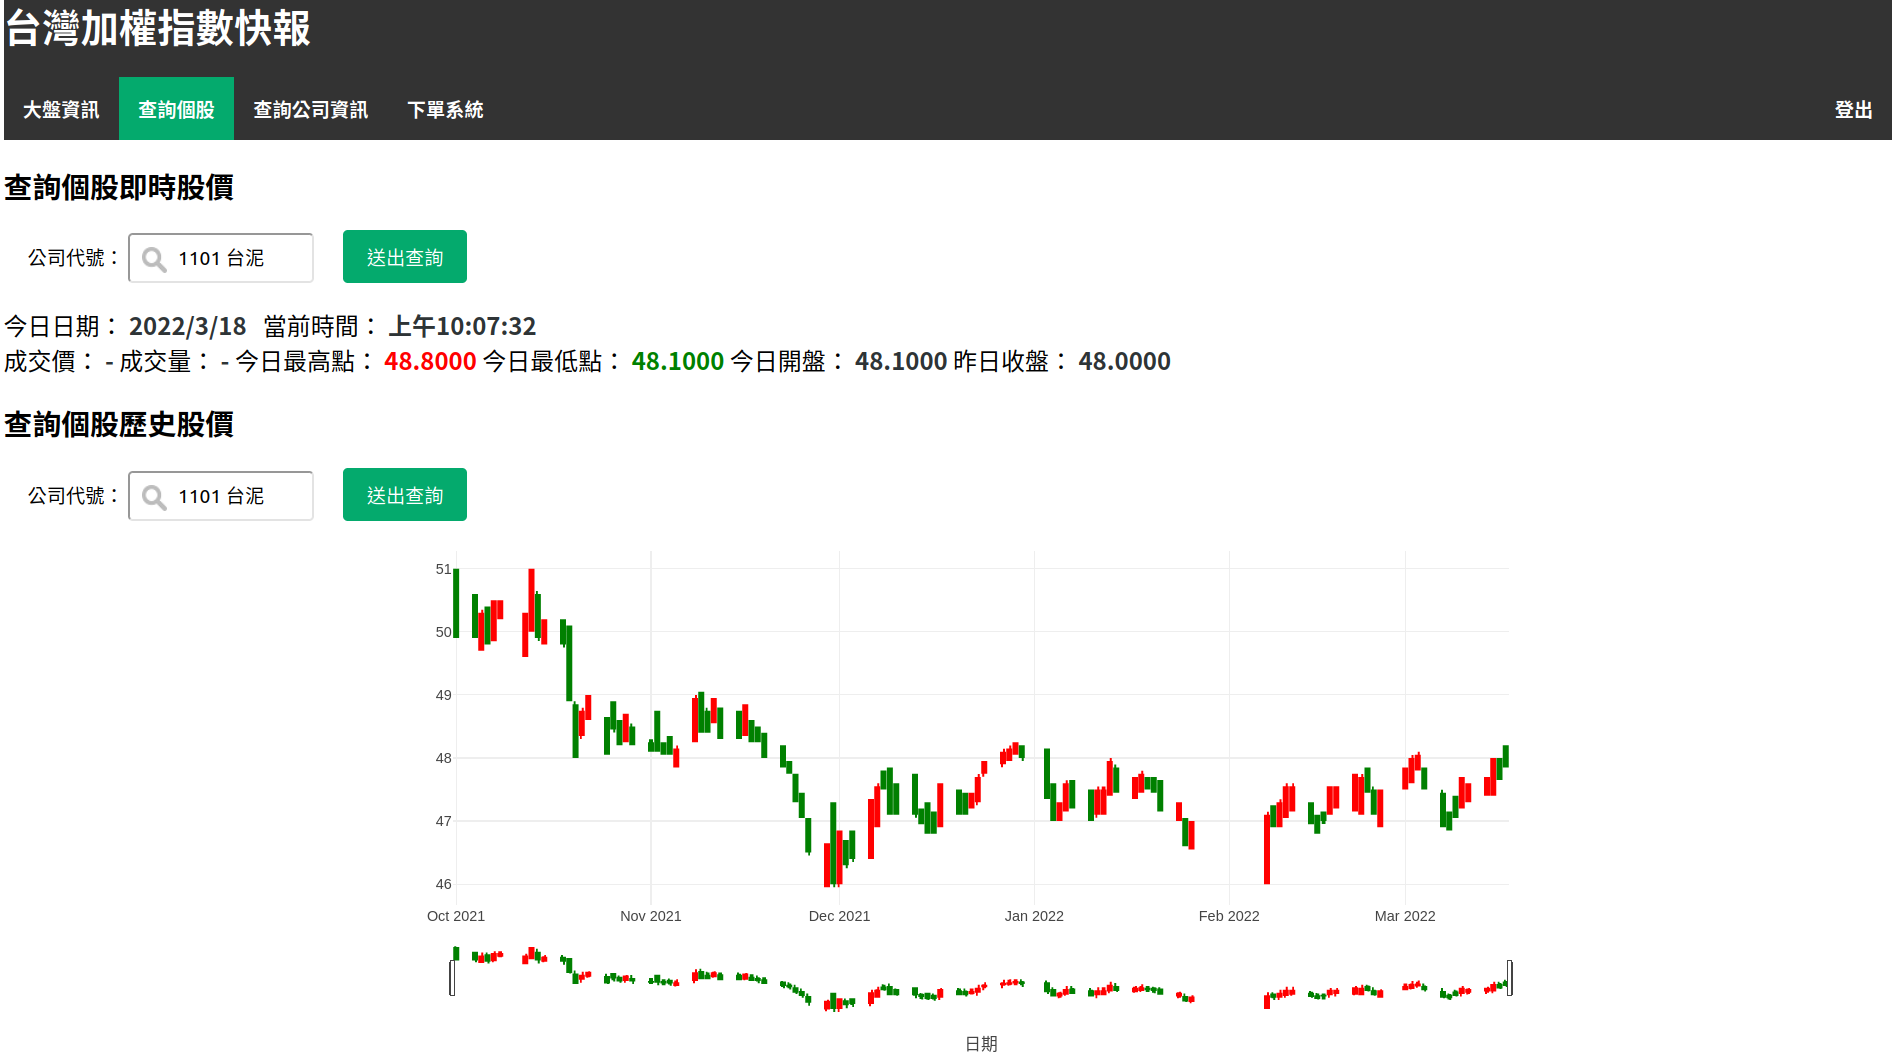 台灣加權指數快報
大盤資訊 查詢個股 查詢公司資訊 下單系統 登出
查詢個股即時股價
公司代號： 1101 台泥 送出查詢
今日日期： 2022/3/18 當前時間： 上午10:07:32
成交價： - 成交量： - 今日最高點： 48.8000 今日最低點： 48.1000 今日開盤： 48.1000 昨日收盤： 48.0000
查詢個股歷史股價
公司代號： 1101 台泥 送出查詢
51
50
49
48
47
46
Oct 2021 Nov 2021 Dec 2021 Jan 2022 Feb 2022 Mar 2022
日期